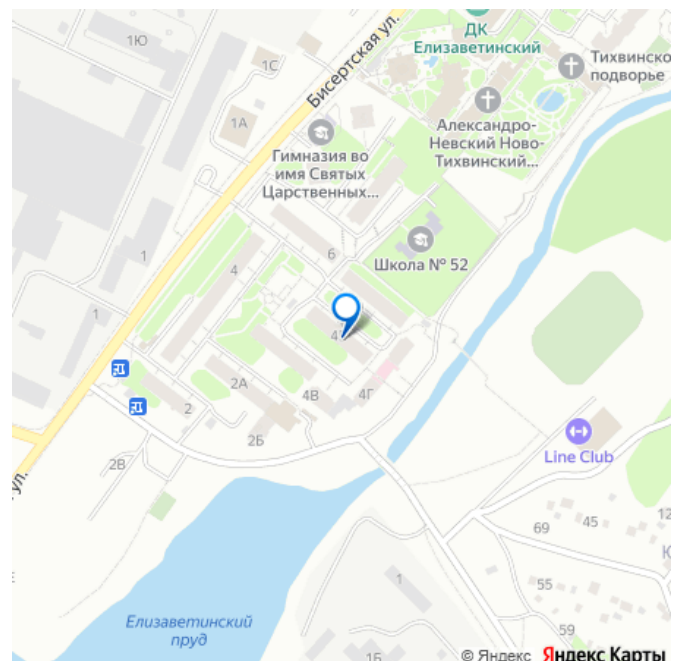 1Ю
1С
1А
Бисертская ул.
ДК
Елизаветинский
Тихвинско
подворье
Александро-
Невский Ново-
Тихвинский...
Гимназия во
имя Святых
Царственных...
Школа № 52
1
4
6
1
2А
4В
4Г
2
2Б
2В
ул.
Line Club
69
45
12
К
55
59
1
1Б
Елизаветинский
пруд
© Яндекс Яндекс Карты